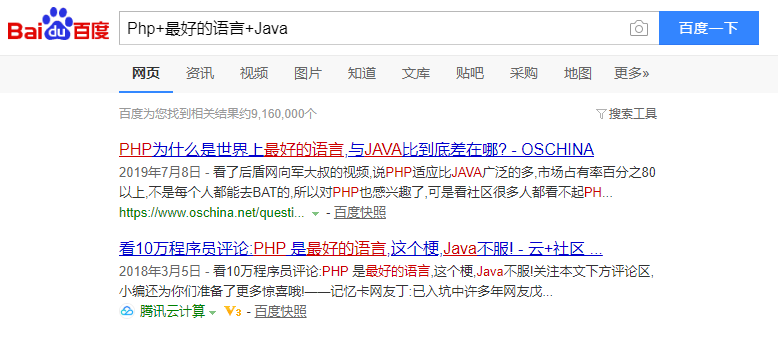 Bai du 百度 Php+最好的语言+Java 百度一下
网页 资讯 视频 图片 知道 文库 贴吧 采购 地图 更多»
百度为您找到相关结果约9,160,000个 搜索工具
PHP为什么是世界上最好的语言,与JAVA比到底差在哪? - OSCHINA
2019年7月8日 - 看了后盾网向军大叔的视频,说PHP适应比JAVA广泛的多,市场占有率百分之80
以上,不是每个人都能去BAT的,所以对PHP也感兴趣了,可是看社区很多人都看不起PH...
https://www.oschina.net/questi... - 百度快照
看10万程序员评论:PHP 是最好的语言,这个梗,Java不服! - 云+社区 ...
2018年3月5日 - 看10万程序员评论:PHP 是最好的语言,这个梗,Java不服!关注本文下方评论区,
小编还为你们准备了更多惊喜哦!——记忆卡网友丁:已入坑中许多年网友戊...
腾讯云计算 V3 - 百度快照